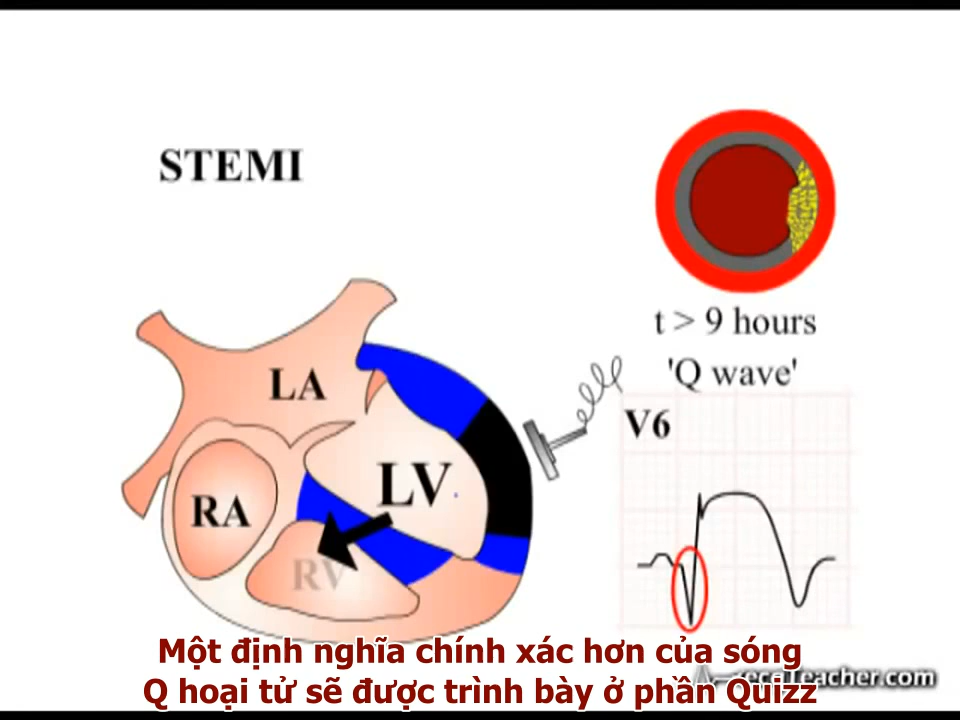 STEMI
t > 9 hours
'Q wave'
V6
LA
LV
RA
RV
Một định nghĩa chính xác hơn của sóng
Q hoại tử sẽ được trình bày ở phần Quizz